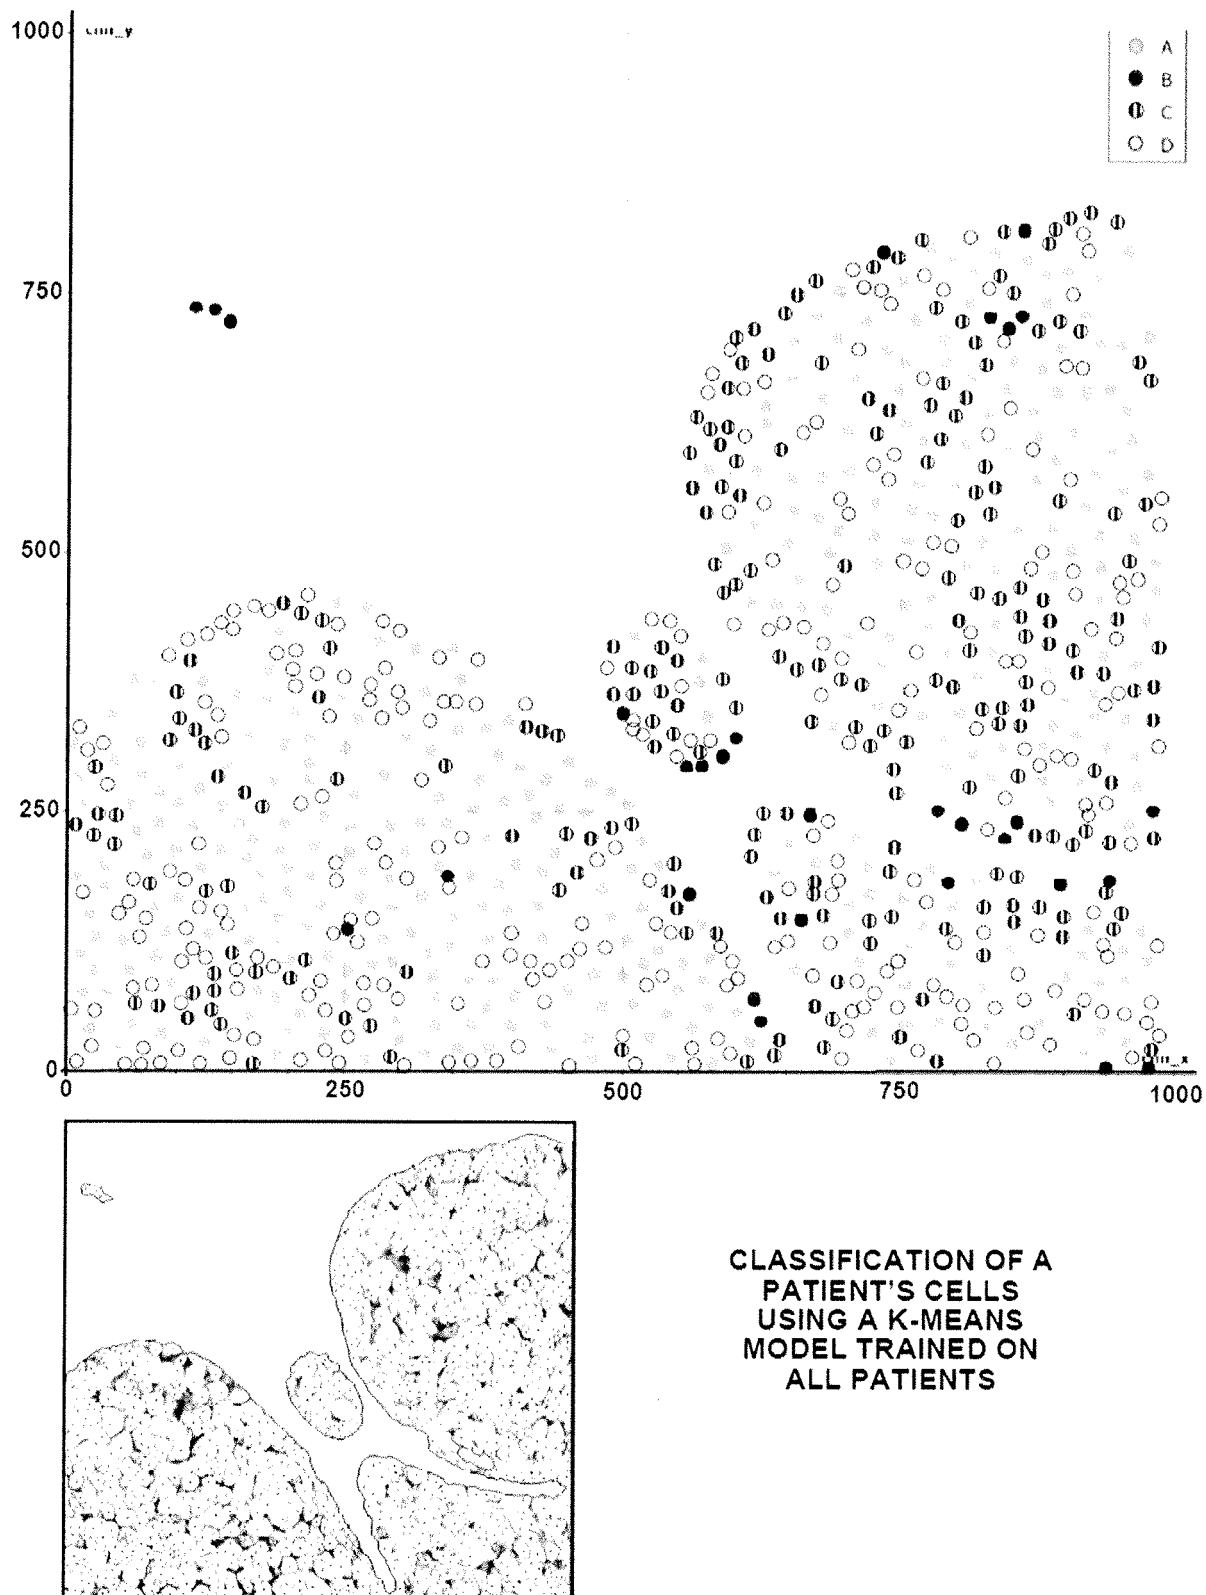 1000
A
B
C
D
750
500
250
0
0
250
500
750
1000
CLASSIFICATION OF A
PATIENT'S CELLS
USING A K-MEANS
MODEL TRAINED ON
ALL PATIENTS